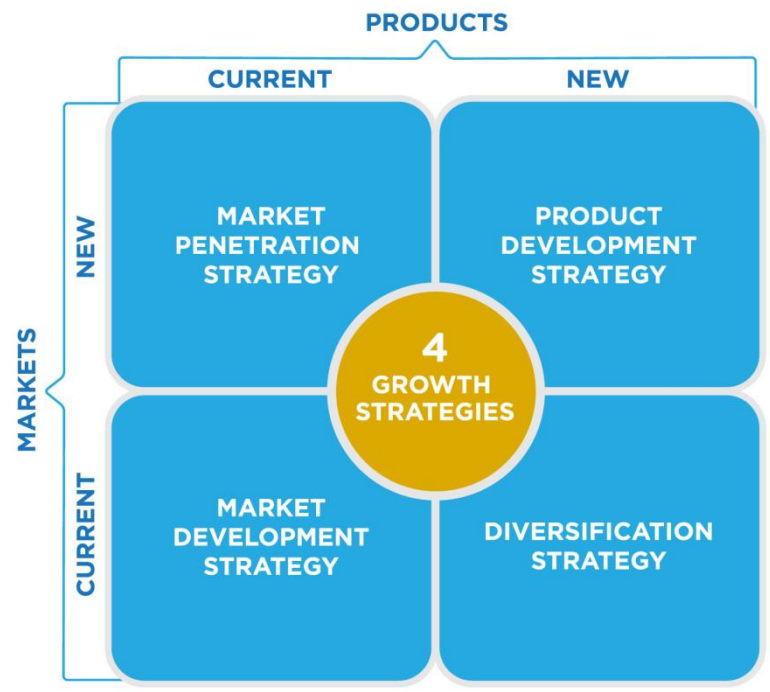 PRODUCTS
CURRENT
NEW
MARKETS
NEW
MARKET
PENETRATION
STRATEGY
PRODUCT
DEVELOPMENT
STRATEGY
4
GROWTH
STRATEGIES
CURRENT
MARKET
DEVELOPMENT
STRATEGY
DIVERSIFICATION
STRATEGY